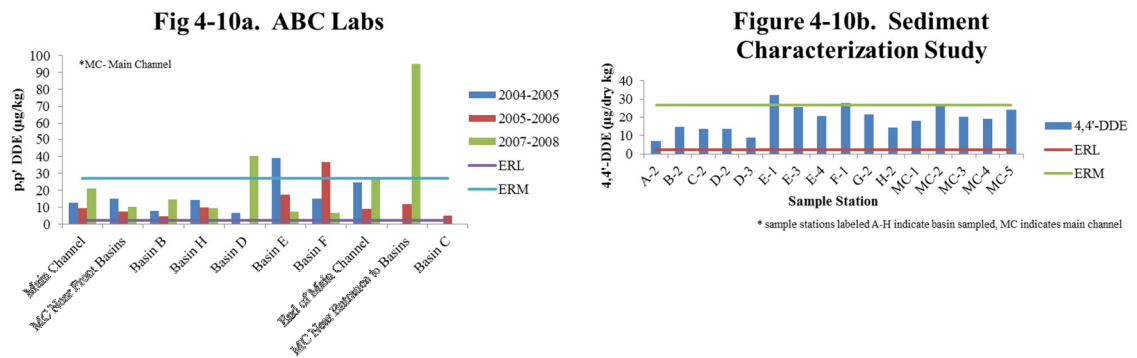 Fig 4-10a. ABC Labs
*MC- Main Channel
p,p' DDE (µg/kg)
100
90
80
70
60
50
40
30
20
10
0
Main Channel
MC Near Front Basins
Basin B
Basin H
Basin D
Basin E
Basin F
End of Main Channel
MC Near Entrance to Basins
Basin C
2004-2005
2005-2006
2007-2008
ERL
ERM
Figure 4-10b. Sediment
Characterization Study
4,4'-DDE (µg/dry kg)
40
30
20
10
0
A-2
B-2
C-2
D-2
D-3
E-1
E-3
E-4
F-1
G-2
H-2
MC-1
MC-2
MC-3
MC-4
MC-5
Sample Station
4,4'-DDE
ERL
ERM
* sample stations labeled A-H indicate basin sampled, MC indicates main channel